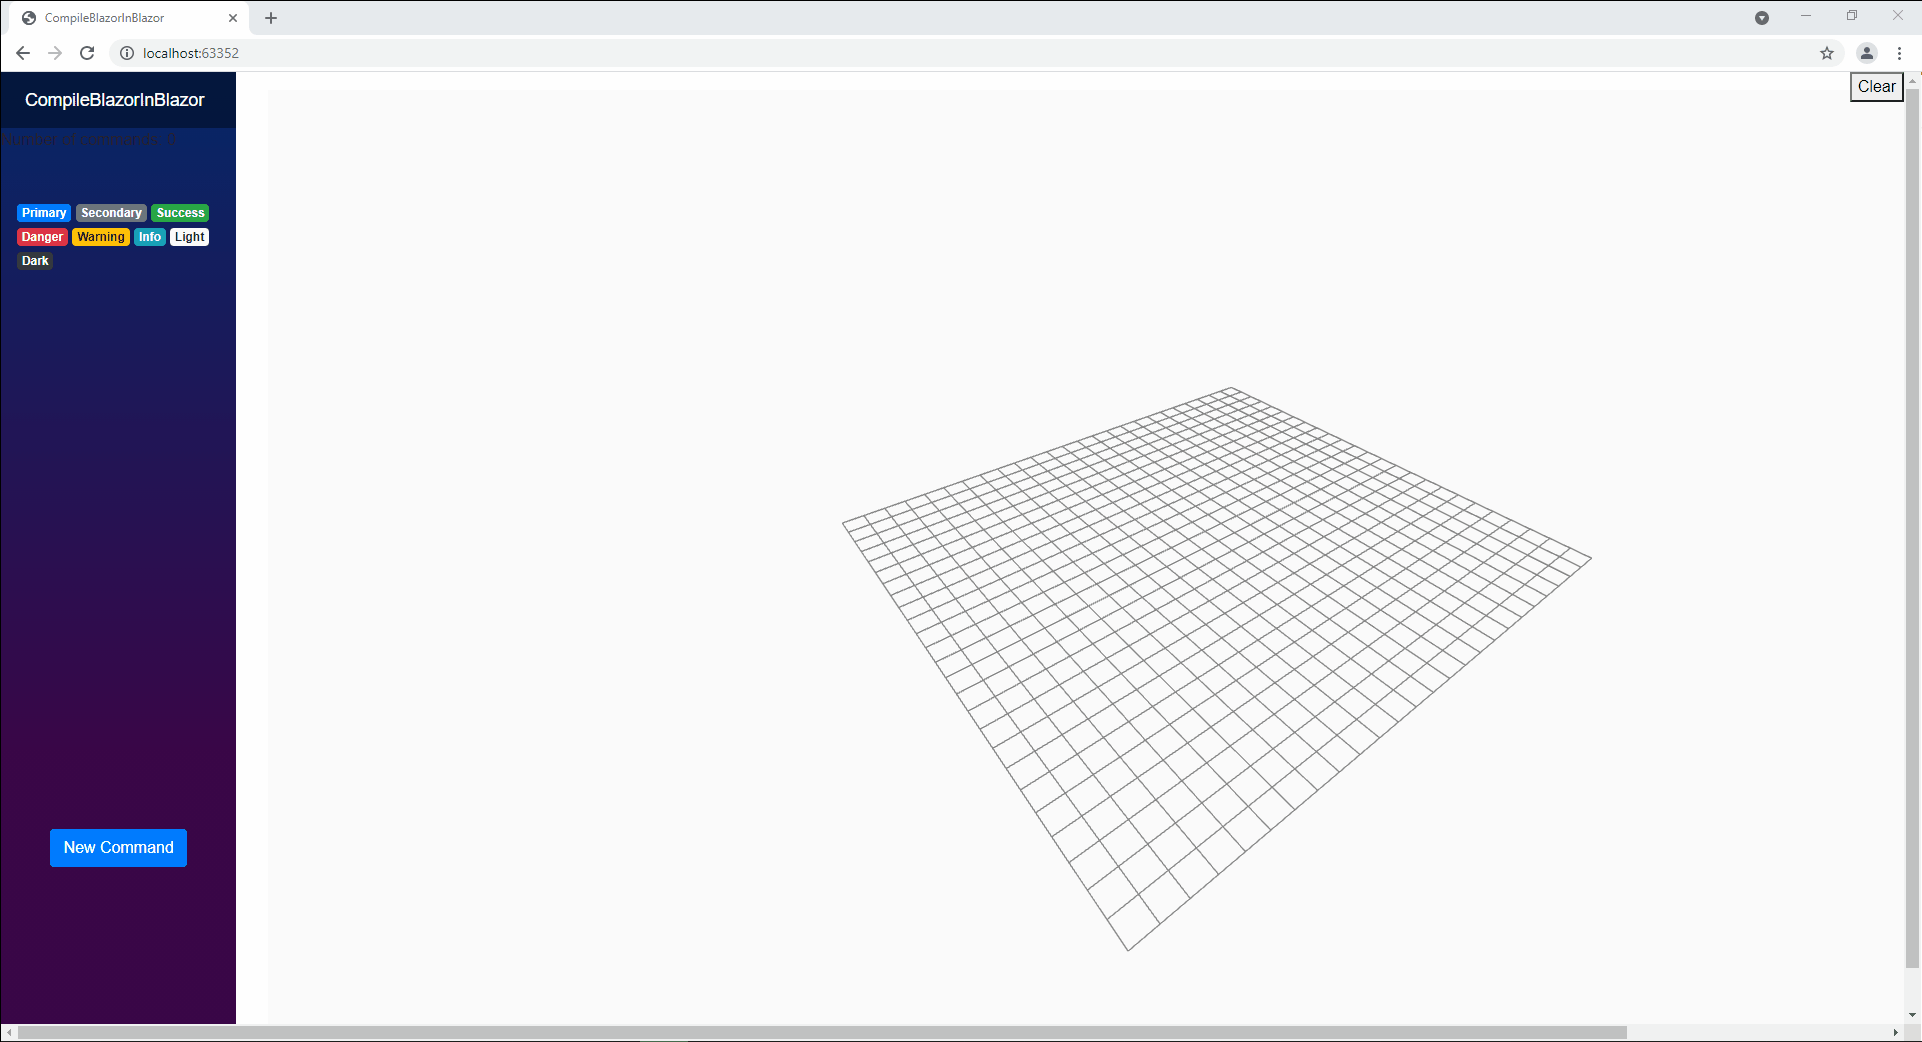 CompileBlazorInBlazor
localhost:63352
CompileBlazorInBlazor
Clear
Number of commands: 0
Primary Secondary Success
Danger Warning Info Light
Dark
New Command